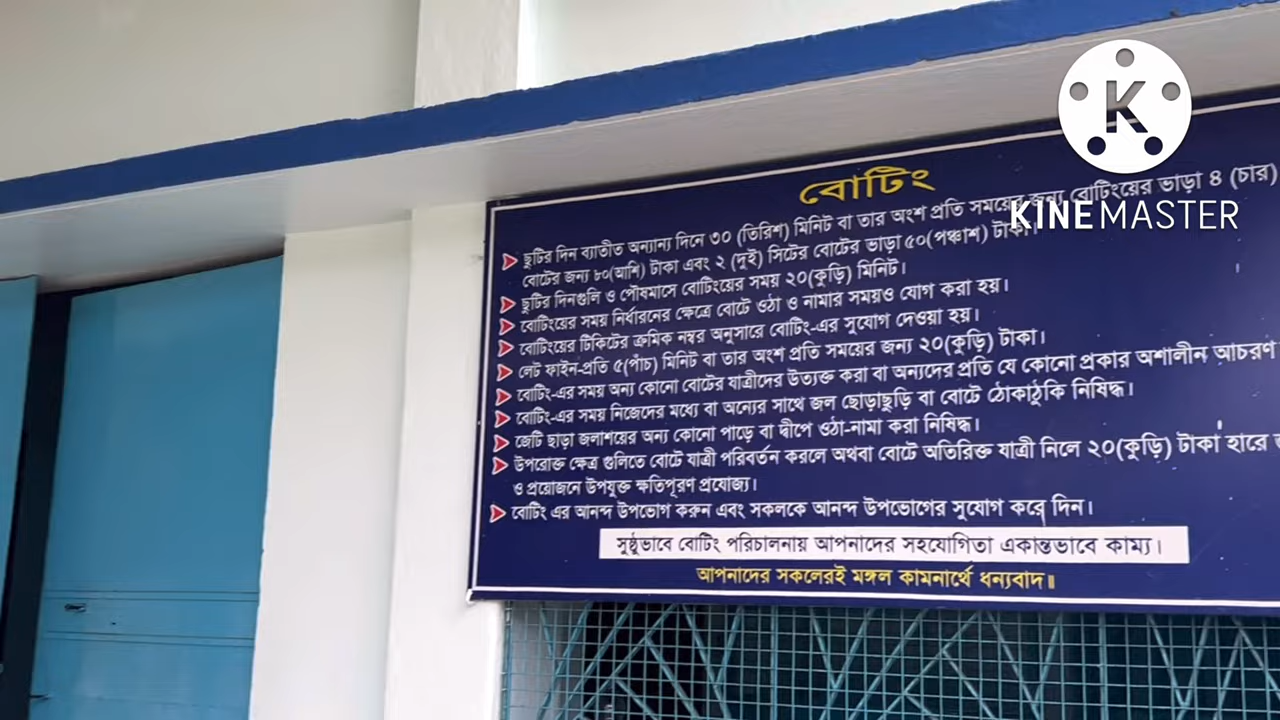 বোটিং
ছুটির দিন ব্যাতীত অন্যান্য দিনে ৩০ (তিরিশ) মিনিট বা তার অংশ প্রতি সময়ের জন্য বোটিংয়ের ভাড়া ৪ (চার)
বোটের জন্য ৮০(আশি) টাকা এবং ২ (দুই) সিটের বোটের ভাড়া ৫০(পঞ্চাশ) টাকা।
ছুটির দিনগুলি ও পৌষমাসে বোটিংয়ের সময় ২০(কুড়ি) মিনিট।
বোটিংয়ের সময় নির্ধারনের ক্ষেত্রে বোটে ওঠা ও নামার সময়ও যোগ করা হয়।
বোটিংয়ের টিকিটের ক্রমিক নম্বর অনুসারে বোটিং-এর সুযোগ দেওয়া হয়।
লেট ফাইন-প্রতি ৫(পাঁচ) মিনিট বা তার অংশ প্রতি সময়ের জন্য ২০(কুড়ি) টাকা।
বোটিং-এর সময় অন্য কোনো বোটের যাত্রীদের উত্যক্ত করা বা অন্যদের প্রতি যে কোনো প্রকার অশালীন আচরণ
বোটিং-এর সময় নিজেদের মধ্যে বা অন্যের সাথে জল ছোড়াছুড়ি বা বোটে ঠোকাঠুকি নিষিদ্ধ।
জেটি ছাড়া জলাশয়ের অন্য কোনো পাড়ে বা দ্বীপে ওঠা-নামা করা নিষিদ্ধ।
উপরোক্ত ক্ষেত্র গুলিতে বোটে যাত্রী পরিবর্তন করলে অথবা বোটে অতিরিক্ত যাত্রী নিলে ২০(কুড়ি) টাকা হারে
ও প্রয়োজনে উপযুক্ত ক্ষতিপূরণ প্রযোজ্য।
বোটিং এর আনন্দ উপভোগ করুন এবং সকলকে আনন্দ উপভোগের সুযোগ করে দিন।
সুষ্ঠুভাবে বোটিং পরিচালনায় আপনাদের সহযোগিতা একান্তভাবে কাম্য।
আপনাদের সকলেরই মঙ্গল কামনার্থে ধন্যবাদ॥
K
KINEMASTER